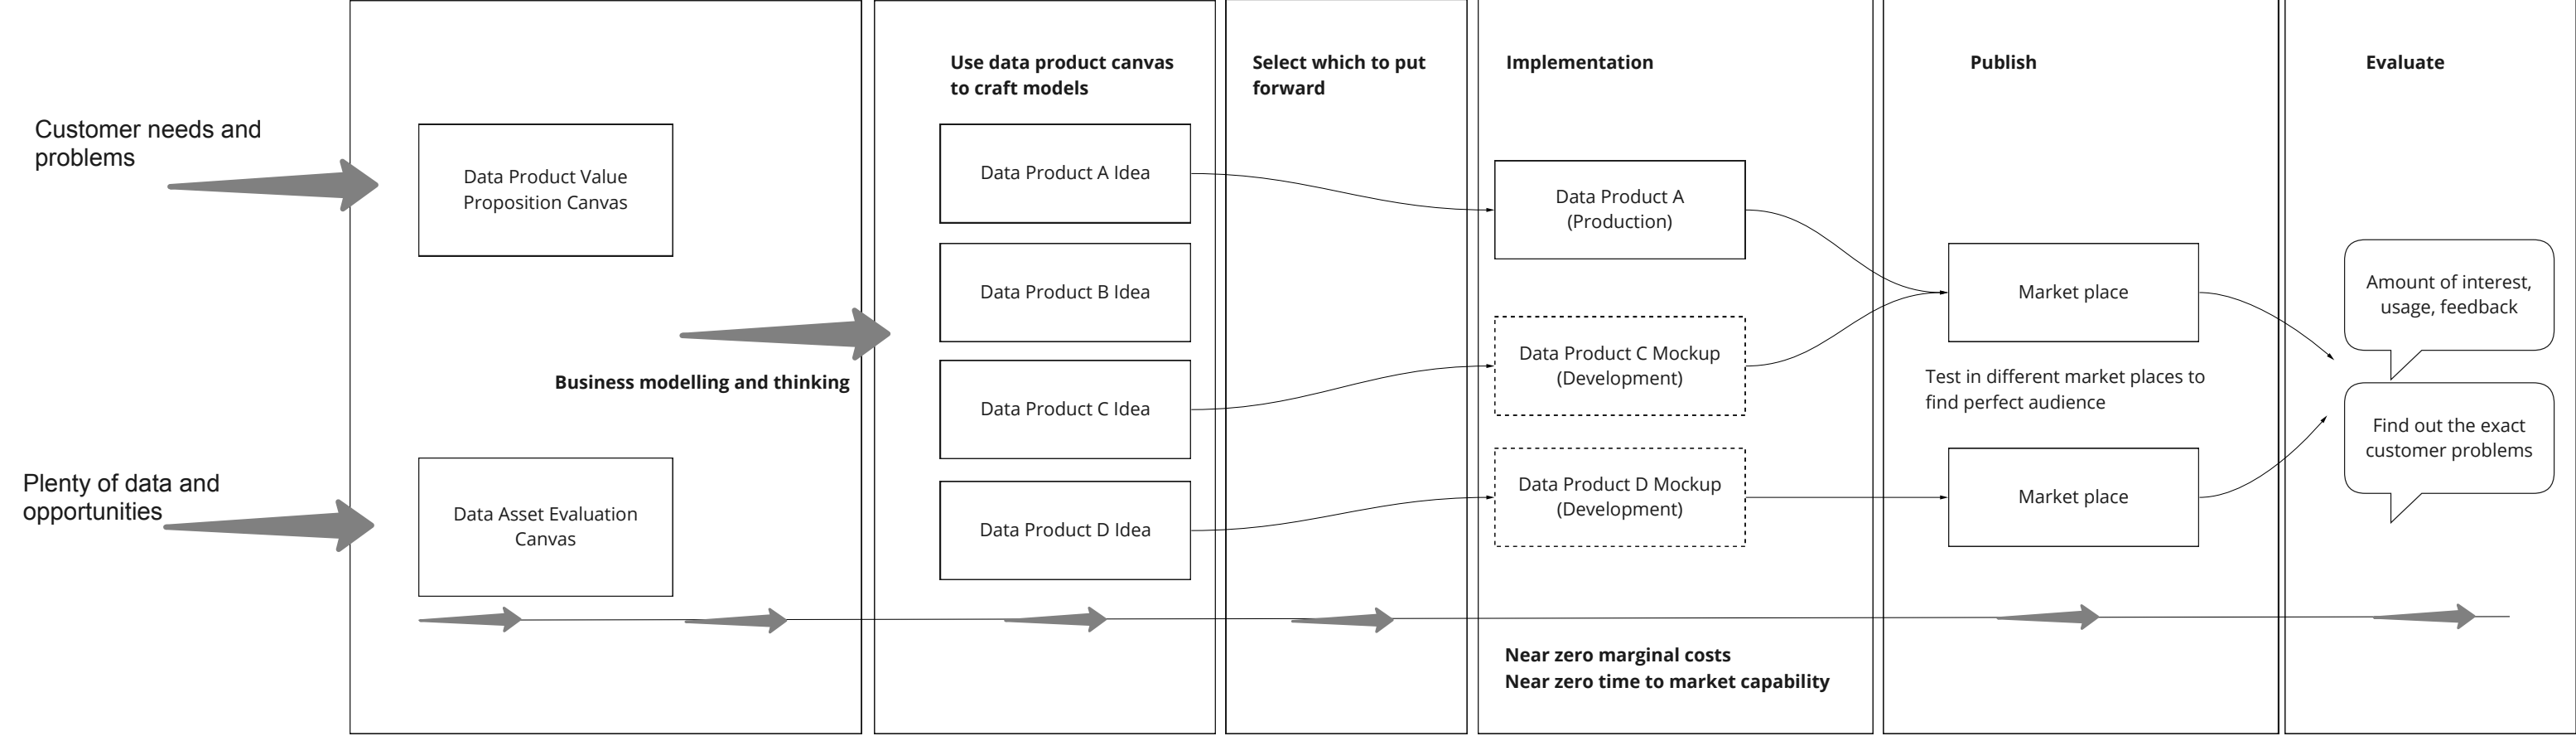 Customer needs and
problems
Plenty of data and
opportunities
Data Product Value
Proposition Canvas
Business modelling and thinking
Data Asset Evaluation
Canvas
Use data product canvas
to craft models
Data Product A Idea
Data Product B Idea
Data Product C Idea
Data Product D Idea
Select which to put
forward
Implementation
Data Product A
(Production)
Data Product C Mockup
(Development)
Data Product D Mockup
(Development)
Near zero marginal costs
Near zero time to market capability
Publish
Market place
Test in different market places to
find perfect audience
Market place
Evaluate
Amount of interest,
usage, feedback
Find out the exact
customer problems